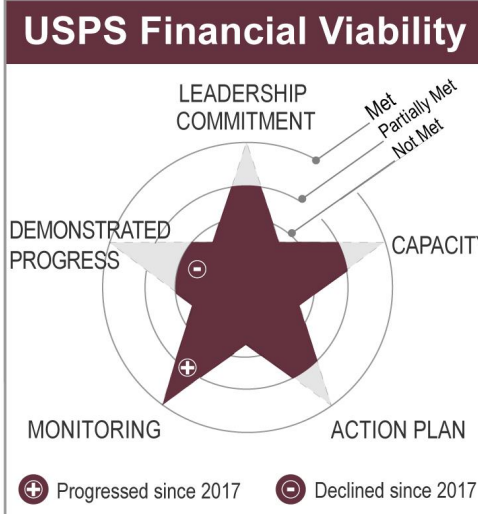 USPS Financial Viability
LEADERSHIP
COMMITMENT
Met
Partially Met
Not Met
DEMONSTRATED
PROGRESS
CAPACITY
-
+
MONITORING
ACTION PLAN
+ Progressed since 2017
- Declined since 2017